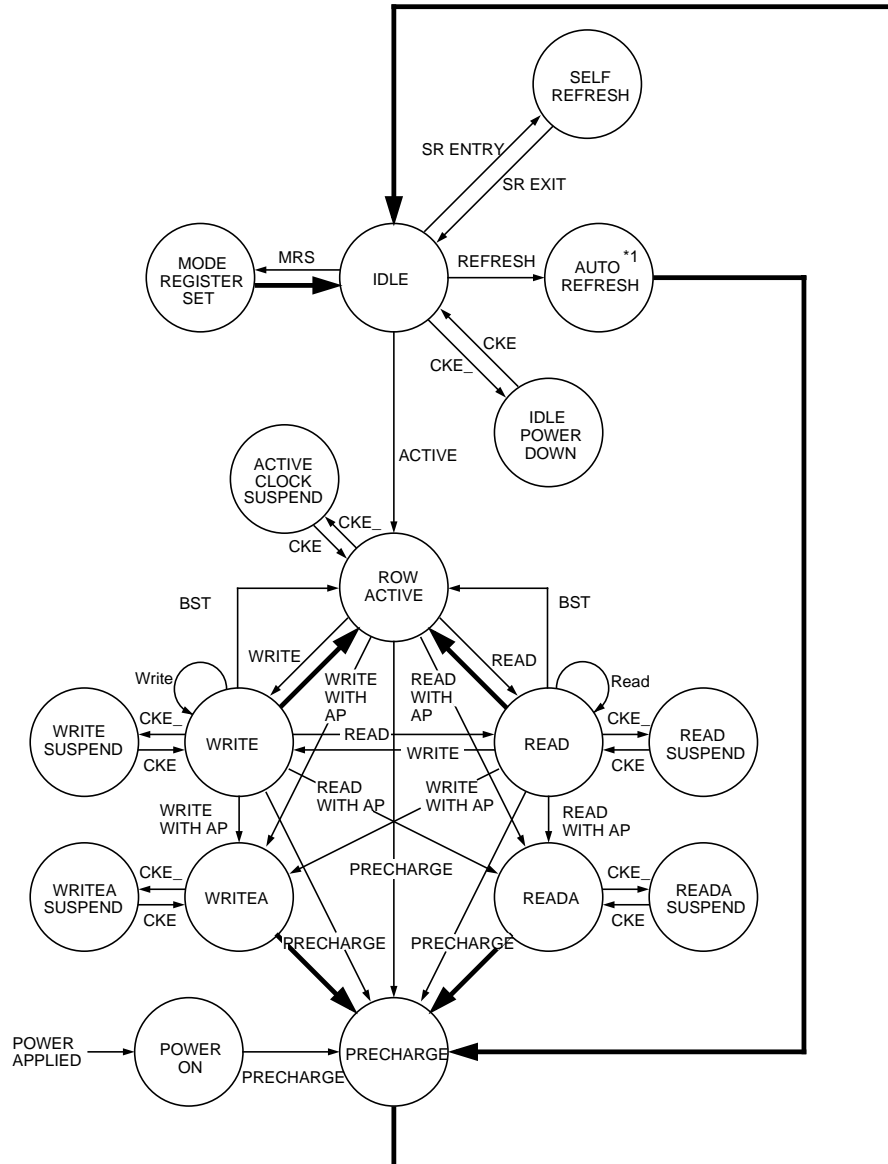 SELF
REFRESH
SR ENTRY
SR EXIT
MODE
REGISTER
SET
MRS
IDLE
REFRESH
AUTO *1
REFRESH
CKE
CKE_
IDLE
POWER
DOWN
ACTIVE
ACTIVE
CLOCK
SUSPEND
CKE_
CKE
ROW
ACTIVE
BST
BST
WRITE
READ
Write
WRITE
WITH
AP
READ
WITH
AP
Read
WRITE
SUSPEND
CKE_
CKE
WRITE
READ
WRITE
READ
CKE_
CKE
READ
SUSPEND
WRITE
WITH AP
READ
WITH AP
WRITE
WITH AP
READ
WITH AP
WRITEA
SUSPEND
CKE_
CKE
WRITEA
PRECHARGE
READA
CKE_
CKE
READA
SUSPEND
PRECHARGE
PRECHARGE
POWER
APPLIED
POWER
ON
PRECHARGE
PRECHARGE